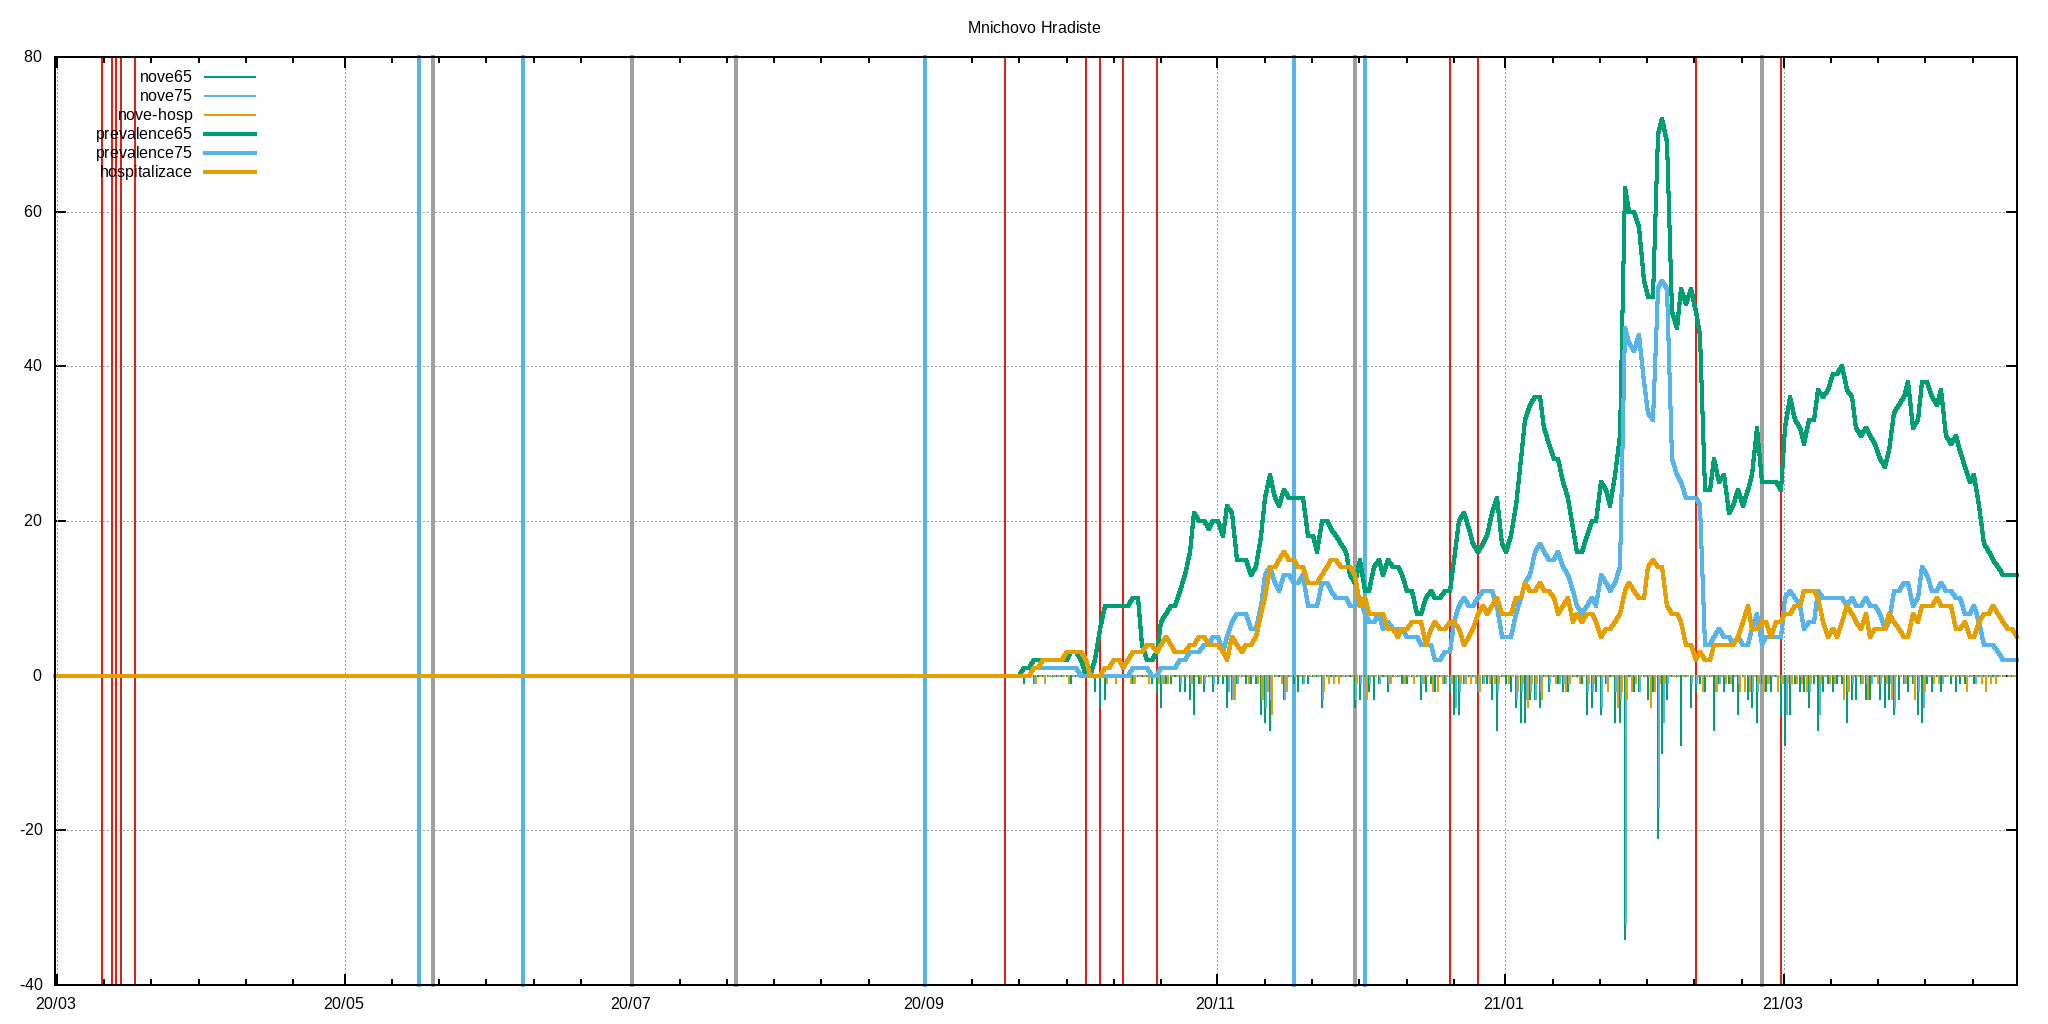 Mnichovo Hradiste
80
60
40
20
0
-20
-40
nove65
nove75
nove-hosp
prevalence65
prevalence75
hospitalizace
20/03 20/05 20/07 20/09 20/11 21/01 21/03